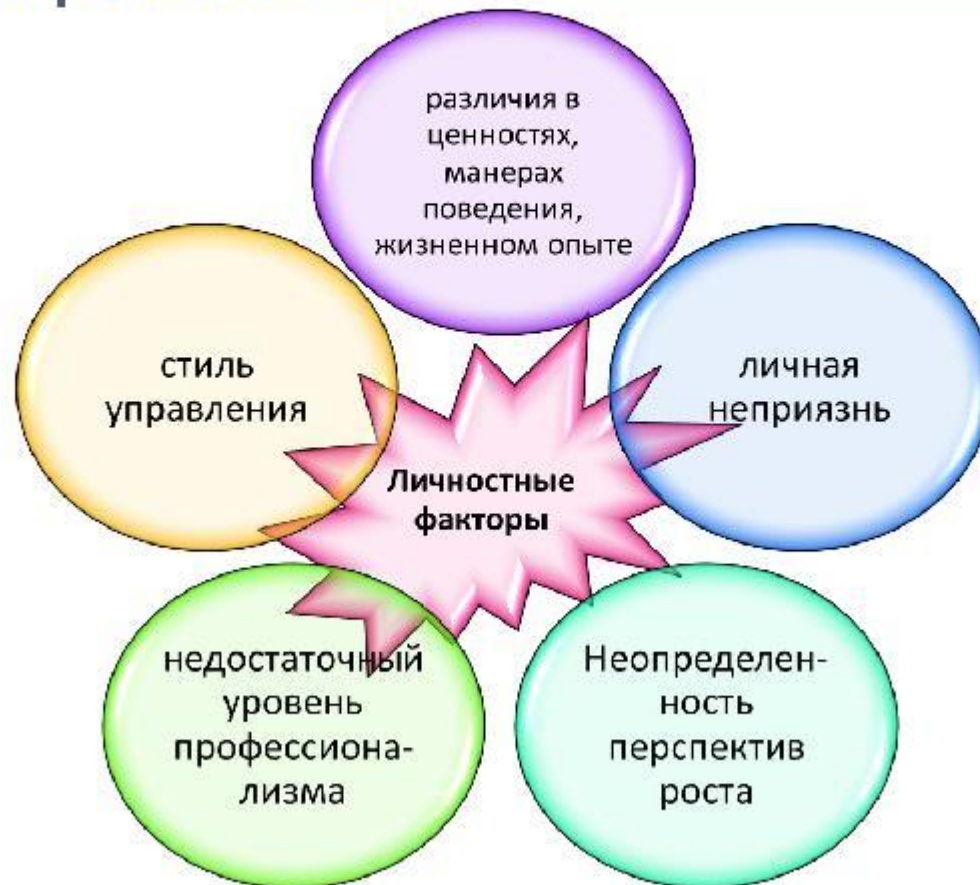 различия в
ценностях,
манерах
поведения,
жизненном опыте
стиль
управления
личная
неприязнь
Личностные
факторы
недостаточный
уровень
профессиона-
лизма
Неопределен-
ность
перспектив
роста